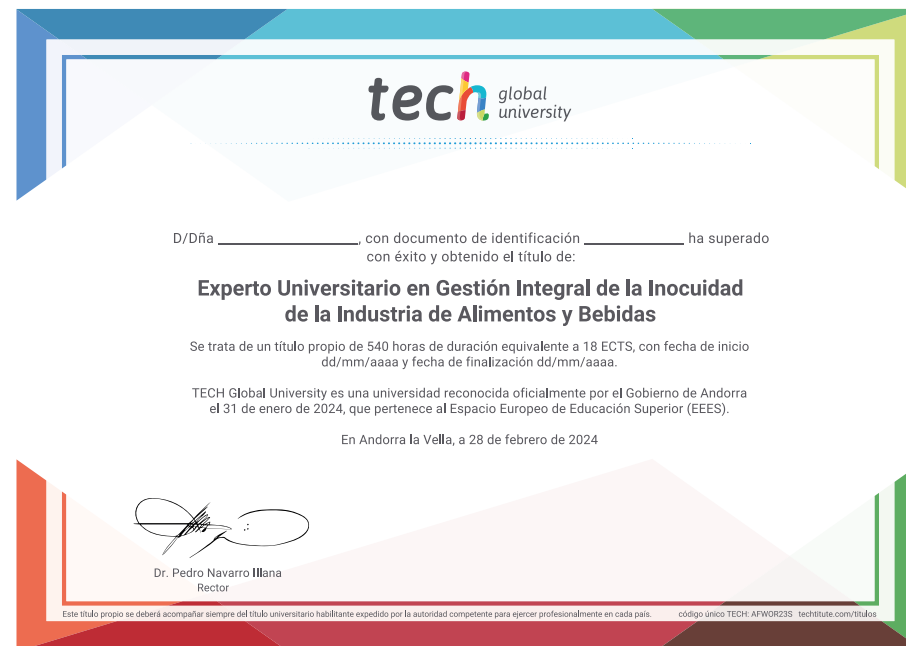 tech global university
D/Dña ____________________, con documento de identificación ______________ ha superado
con éxito y obtenido el título de:
Experto Universitario en Gestión Integral de la Inocuidad
de la Industria de Alimentos y Bebidas
Se trata de un título propio de 540 horas de duración equivalente a 18 ECTS, con fecha de inicio
dd/mm/aaaa y fecha de finalización dd/mm/aaaa.
TECH Global University es una universidad reconocida oficialmente por el Gobierno de Andorra
el 31 de enero de 2024, que pertenece al Espacio Europeo de Educación Superior (EEES).
En Andorra la Vella, a 28 de febrero de 2024
Dr. Pedro Navarro Illana
Rector
Este título propio se deberá acompañar siempre del título universitario habilitante expedido por la autoridad competente para ejercer profesionalmente en cada país. código único TECH: AFWOR23S techtitute.com/titulos